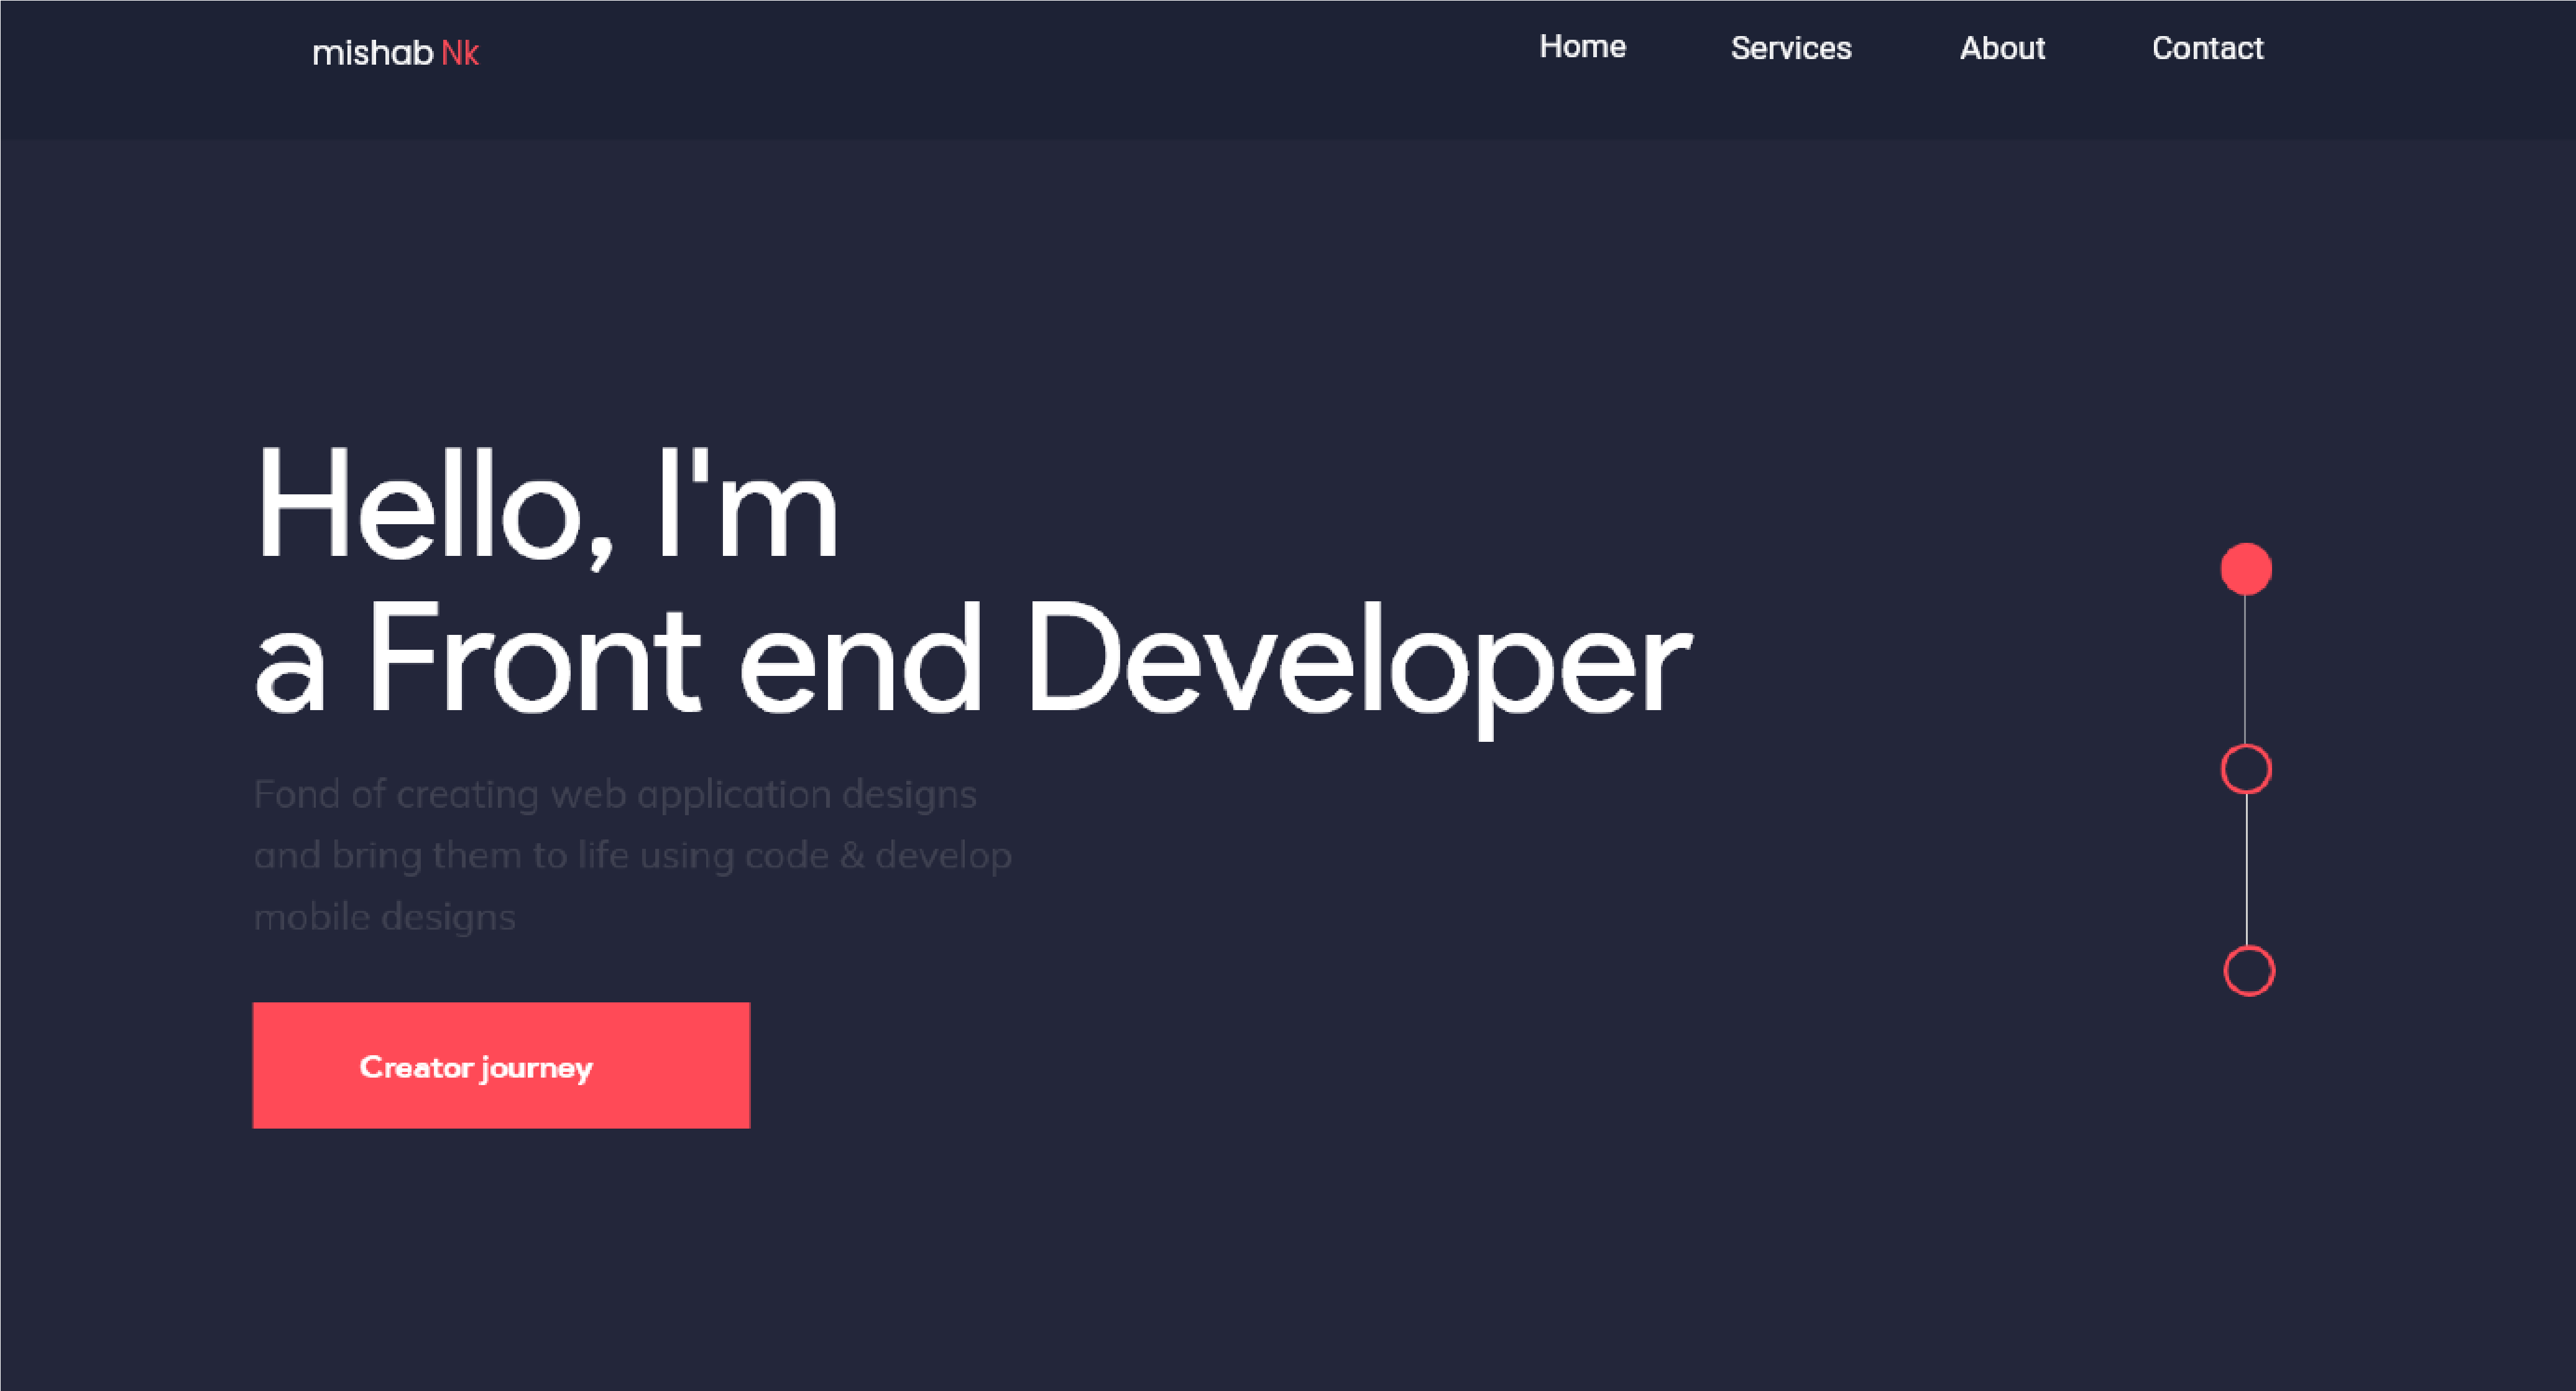 mishab Nk
Home Services About Contact
Hello, I'm
a Front end Developer
Fond of creating web application designs
and bring them to life using code & develop
mobile designs
Creator journey